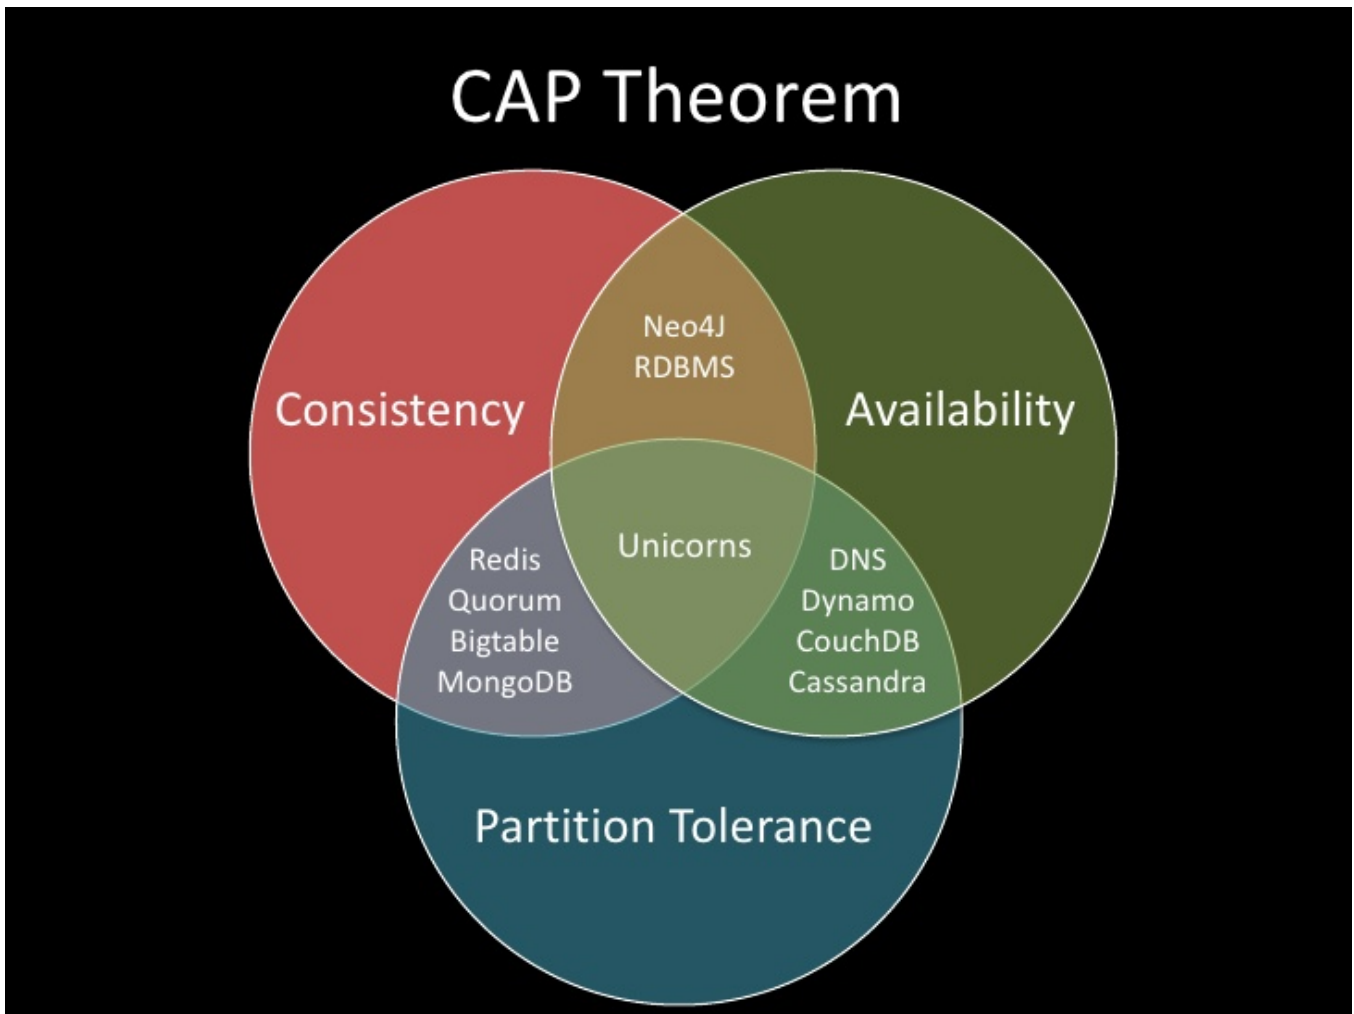 CAP Theorem
Consistency
Availability
Neo4J
RDBMS
Unicorns
Redis
Quorum
Bigtable
MongoDB
DNS
Dynamo
CouchDB
Cassandra
Partition Tolerance